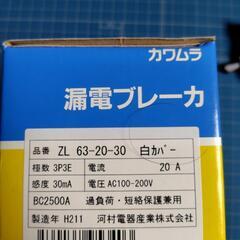 カワムラ
漏電ブレーカ
品番 ZL 63-20-30 白カバー
極数 3P3E 電流 20 A
感度 30mA 電圧 AC100-200V
BC2500A 過負荷・短絡保護兼用
製造年 H211 河村電器産業株式会社